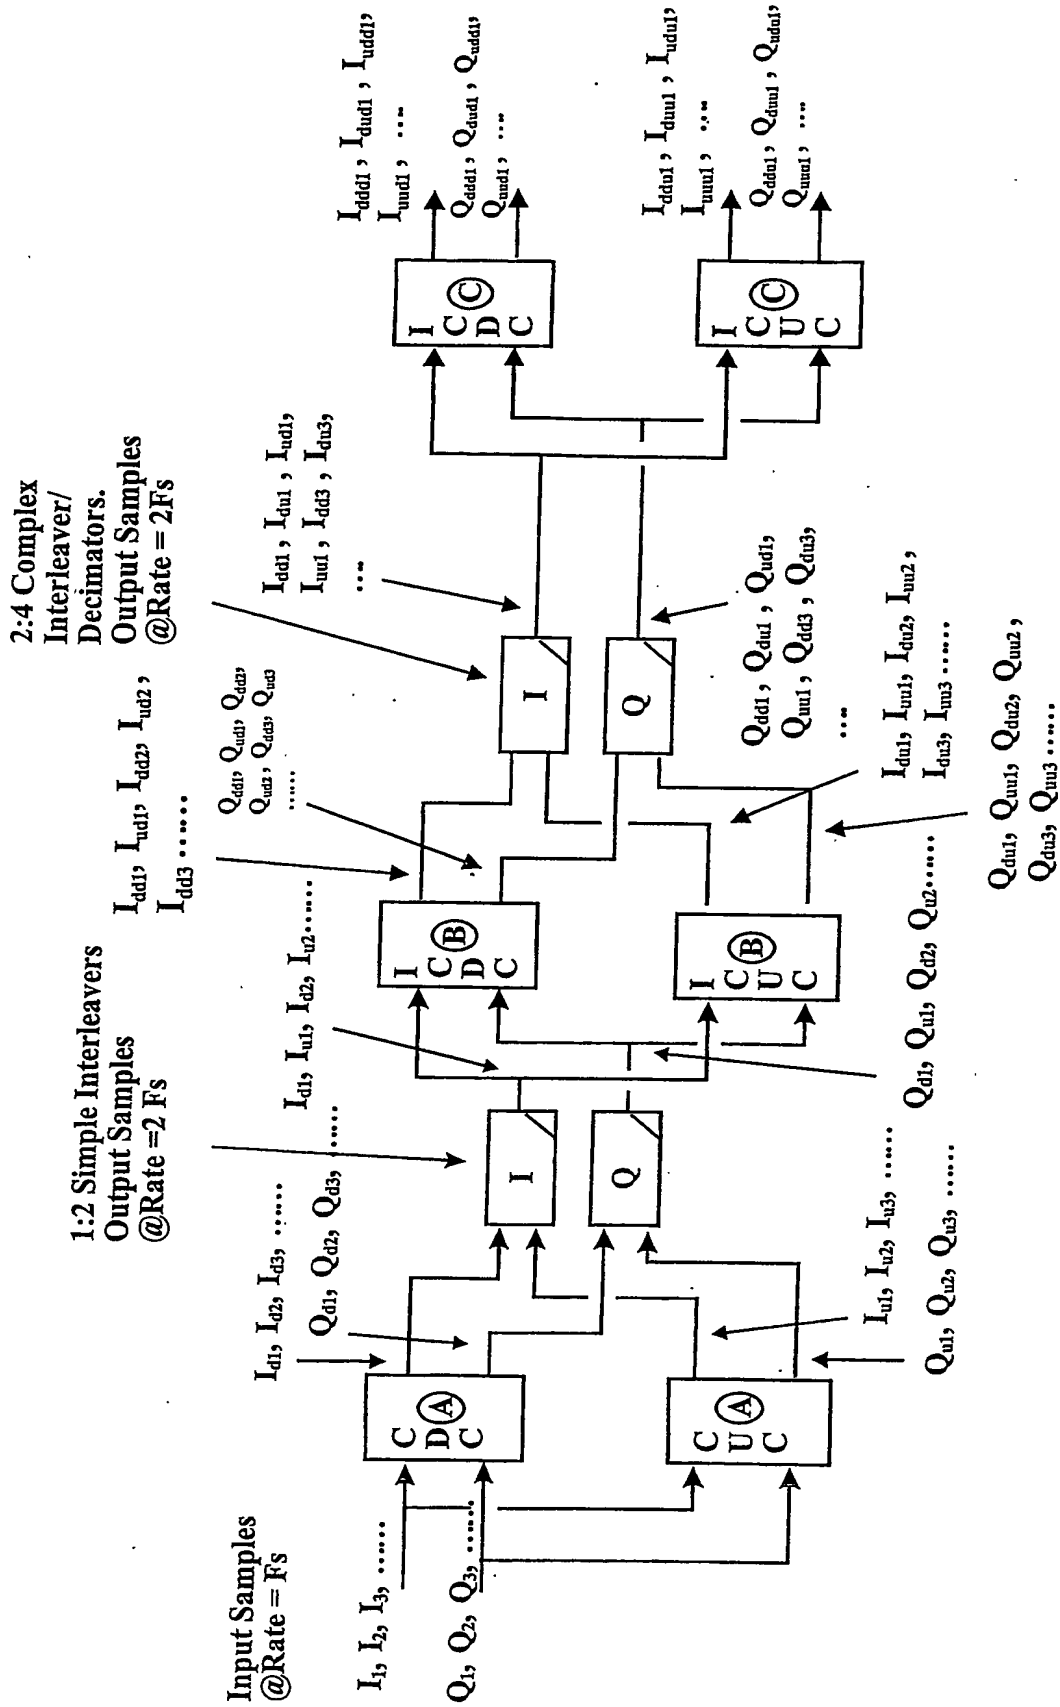 Input Samples
@Rate = Fs
I1, I2, I3, ......
Q1, Q2, Q3, ......
C
D
C
A
C
U
C
A
Id1, Id2, Id3, ......
Qd1, Qd2, Qd3, ......
Iu1, Iu2, Iu3, ......
Qu1, Qu2, Qu3, ......
1:2 Simple Interleavers
Output Samples
@Rate =2 Fs
I
Q
Id1, Iu1, Id2, Iu2......
Qd1, Qu1, Qd2, Qu2......
I
C
D
C
B
I
C
U
C
B
Idd1, Iud1, Idd2, Iud2,
Idd3 ......
Qdd1, Qud1, Qdd2,
Qud2, Qdd3, Qud3
......
Idu1, Iuu1, Idu2, Iuu2,
Idu3, Iuu3 ......
Qdu1, Quu1, Qdu2, Quu2,
Qdu3, Quu3 ......
2:4 Complex
Interleaver/
Decimators.
Output Samples
@Rate = 2Fs
I
Q
Idd1, Idu1, Iud1,
Iuu1, Idd3, Idu3,
....
Qdd1, Qdu1, Qud1,
Quu1, Qdd3, Qdu3,
....
I
C
D
C
C
I
C
U
C
C
Iddd1, Idud1, Iudd1,
Iuud1, ....
Qddd1, Qdud1, Qudd1,
Quud1, ....
Iddu1, Iduu1, Iudu1,
Iuuu1, ....
Qddu1, Qduu1, Qudu1,
Quuu1, ....